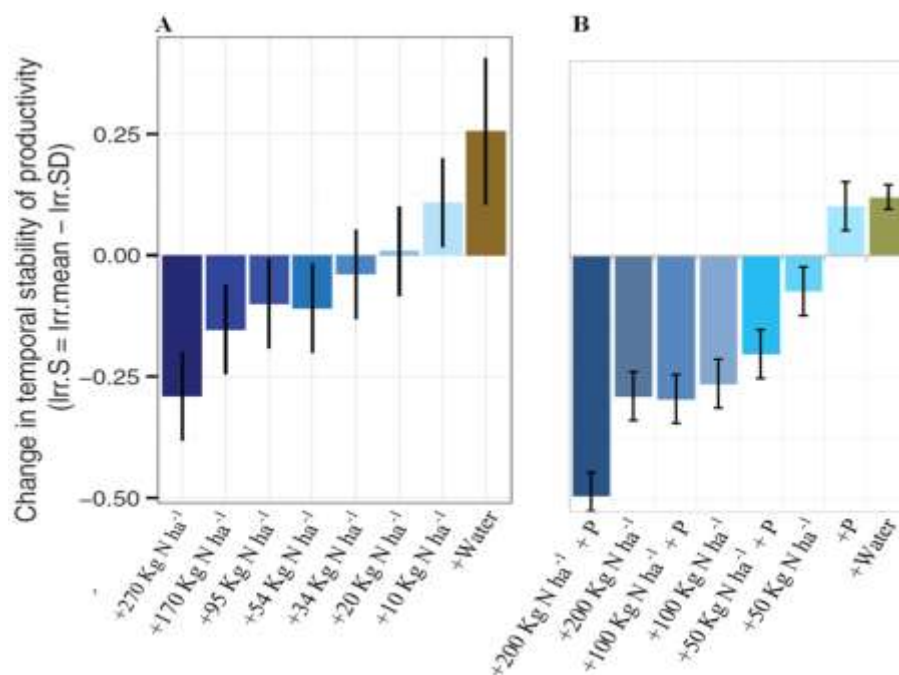 A
B
Change in temporal stability of productivity
(Irr.S = Irr.mean − Irr.SD)
0.25
0.00
−0.25
−0.50
+270 Kg N ha⁻¹
+170 Kg N ha⁻¹
+95 Kg N ha⁻¹
+54 Kg N ha⁻¹
+34 Kg N ha⁻¹
+20 Kg N ha⁻¹
+10 Kg N ha⁻¹
+Water
+200 Kg N ha⁻¹ + P
+200 Kg N ha⁻¹
+100 Kg N ha⁻¹ + P
+100 Kg N ha⁻¹
+50 Kg N ha⁻¹ + P
+50 Kg N ha⁻¹
+P
+Water